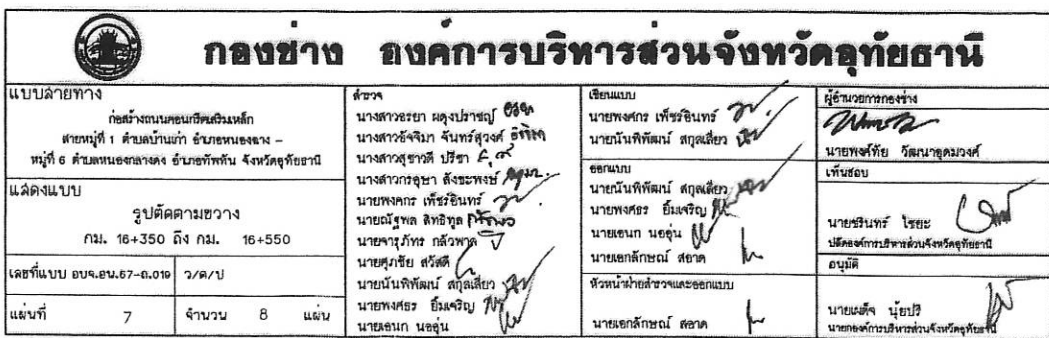 กองช่าง องค์การบริหารส่วนจังหวัดอุทัยธานี
แบบสายทาง
ก่อสร้างถนนคอนกรีตเสริมเหล็ก
สายหมู่ที่ 1 ตำบลบ้านเก่า อำเภอหนองฉาง –
หมู่ที่ 6 ตำบลหนองกลางดง อำเภอทัพทัน จังหวัดอุทัยธานี
แสดงแบบ
รูปตัดตามขวาง
กม. 16+350 ถึง กม. 16+550
เลขที่แบบ อบจ.อน.67-ถ.019 ว/ด/ป
แผ่นที่ 7 จำนวน 8 แผ่น
สำรวจ
นางสาวอรยา ผดุงปราชญ์
นางสาวอัจจิมา จันทร์สุวงค์
นางสาวสุชาวดี ปรีชา
นางสาวกรอุษา สังขะพงษ์
นายพงศกร เพ็ชรอินทร์
นายณัฐพล สิทธิทูล
นายจารุภัทร กลัวพาล
นายศุภชัย สวัสดี
นายนันพิพัฒน์ สกุลเสี่ยว
นายพงศธร ยิ้มเจริญ
นายเอนก นออุ่น
เขียนแบบ
นายพงศกร เพ็ชรอินทร์
นายนันพิพัฒน์ สกุลเสี่ยว
ออกแบบ
นายนันพิพัฒน์ สกุลเสี่ยว
นายพงศธร ยิ้มเจริญ
นายเอนก นออุ่น
นายเอกลักษณ์ สอาด
หัวหน้าฝ่ายสำรวจและออกแบบ
นายเอกลักษณ์ สอาด
ผู้อำนวยการกองช่าง
นายพงศ์ทัย วัฒนาอุดมวงศ์
เห็นชอบ
นายชรินทร์ ไชยะ
ปลัดองค์การบริหารส่วนจังหวัดอุทัยธานี
อนุมัติ
นายเผด็จ นุ้ยปรี
นายกองค์การบริหารส่วนจังหวัดอุทัยธานี